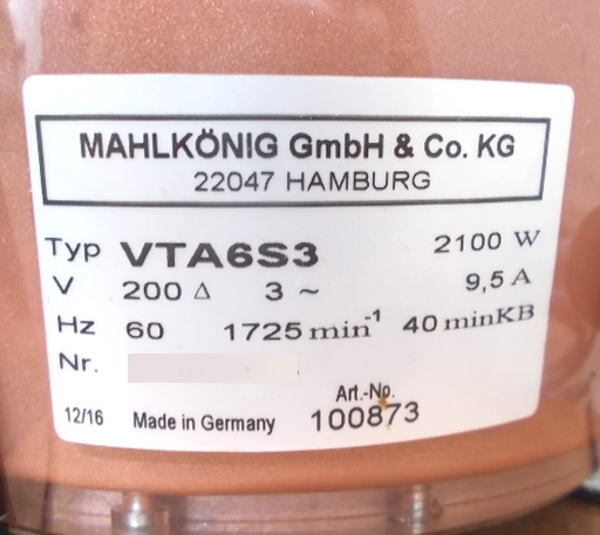 MAHLKÖNIG GmbH & Co. KG
22047 HAMBURG
Typ VTA6S3 2100 W
V 200 Δ 3 ~ 9,5 A
Hz 60 1725 min⁻¹ 40 minKB
Nr.
Art.-No.
12/16 Made in Germany 100873